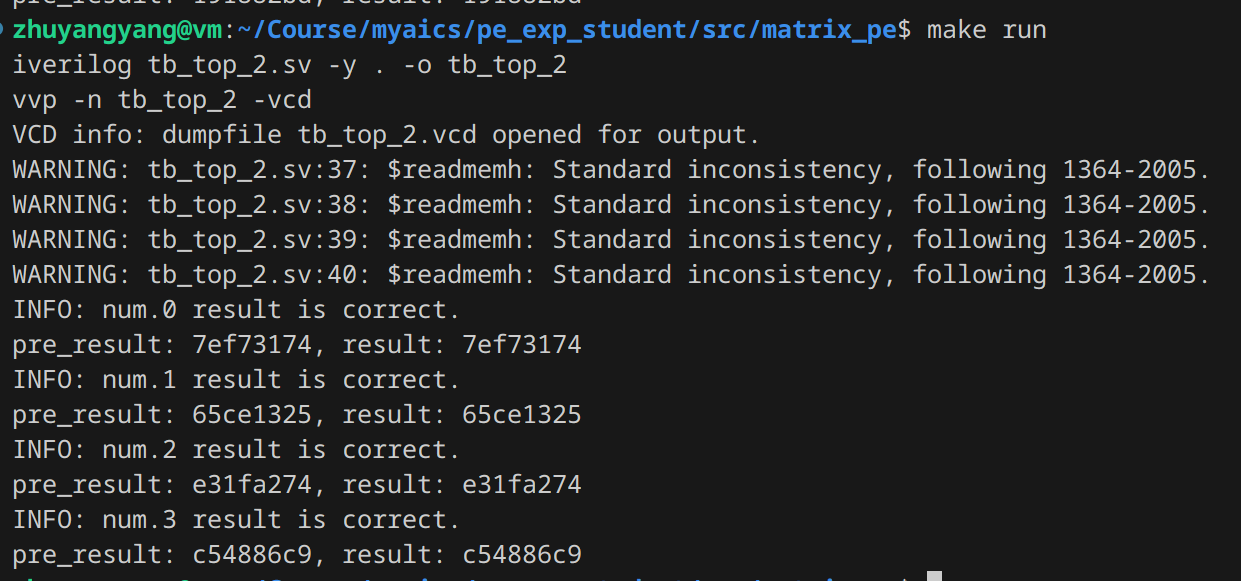 zhuyangyang@vm:~/Course/myaics/pe_exp_student/src/matrix_pe$ make run
iverilog tb_top_2.sv -y . -o tb_top_2
vvp -n tb_top_2 -vcd
VCD info: dumpfile tb_top_2.vcd opened for output.
WARNING: tb_top_2.sv:37: $readmemh: Standard inconsistency, following 1364-2005.
WARNING: tb_top_2.sv:38: $readmemh: Standard inconsistency, following 1364-2005.
WARNING: tb_top_2.sv:39: $readmemh: Standard inconsistency, following 1364-2005.
WARNING: tb_top_2.sv:40: $readmemh: Standard inconsistency, following 1364-2005.
INFO: num.0 result is correct.
pre_result: 7ef73174, result: 7ef73174
INFO: num.1 result is correct.
pre_result: 65ce1325, result: 65ce1325
INFO: num.2 result is correct.
pre_result: e31fa274, result: e31fa274
INFO: num.3 result is correct.
pre_result: c54886c9, result: c54886c9